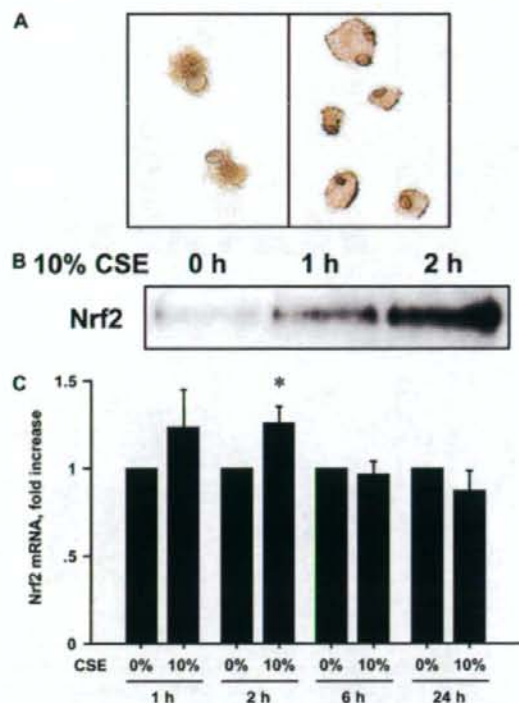 A
B 10% CSE 0 h 1 h 2 h
Nrf2
C
Nrf2 mRNA, fold increase
1.5
*
1
.5
0
CSE 0% 10% 0% 10% 0% 10% 0% 10%
1 h 2 h 6 h 24 h